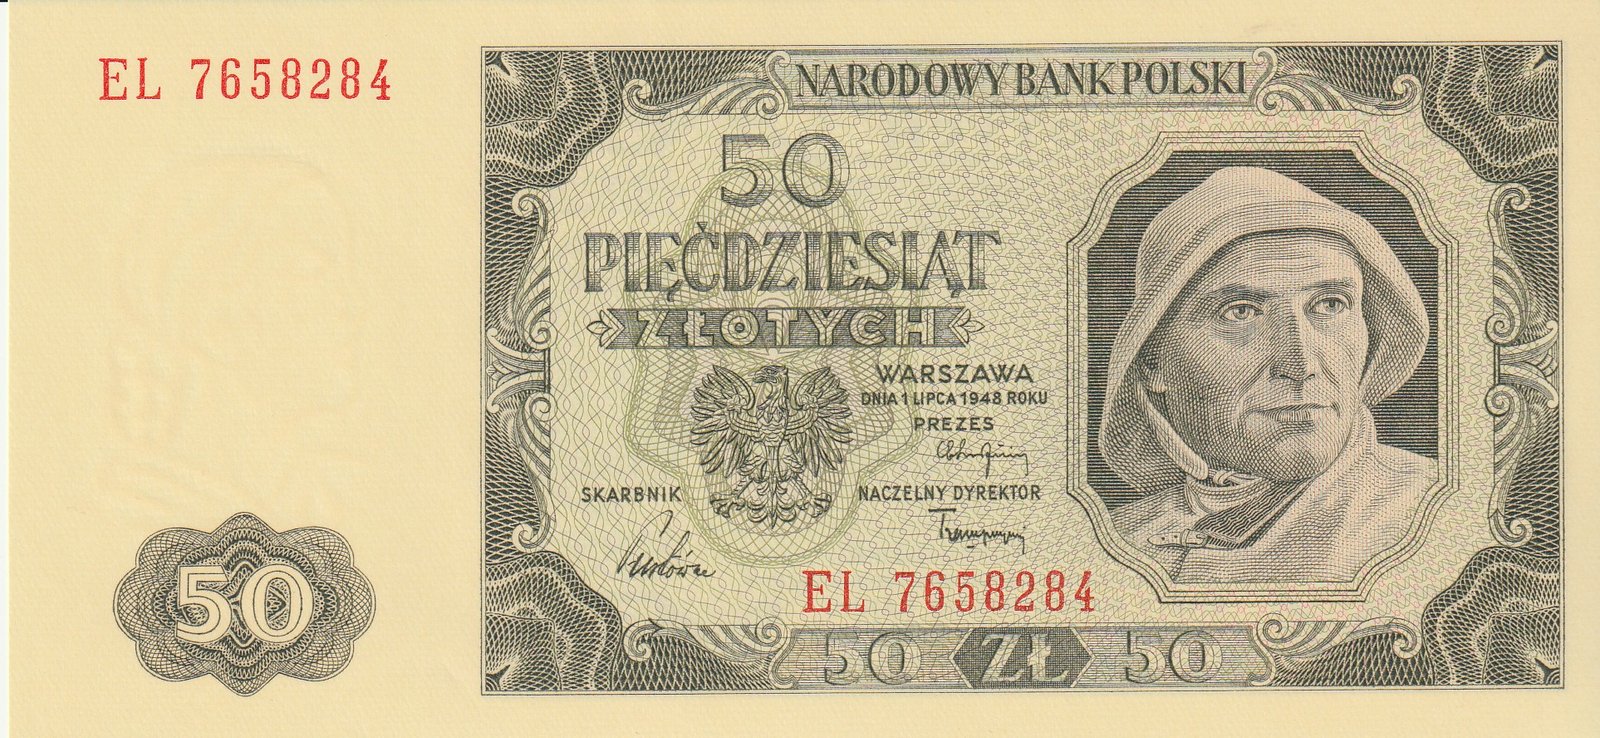 EL 7658284
NARODOWY BANK POLSKI
50
PIĘĆDZIESIĄT
ZŁOTYCH
WARSZAWA
DNIA 1 LIPCA 1948 ROKU
PREZES
SKARBNIK
NACZELNY DYREKTOR
EL 7658284
50
50 ZŁ 50